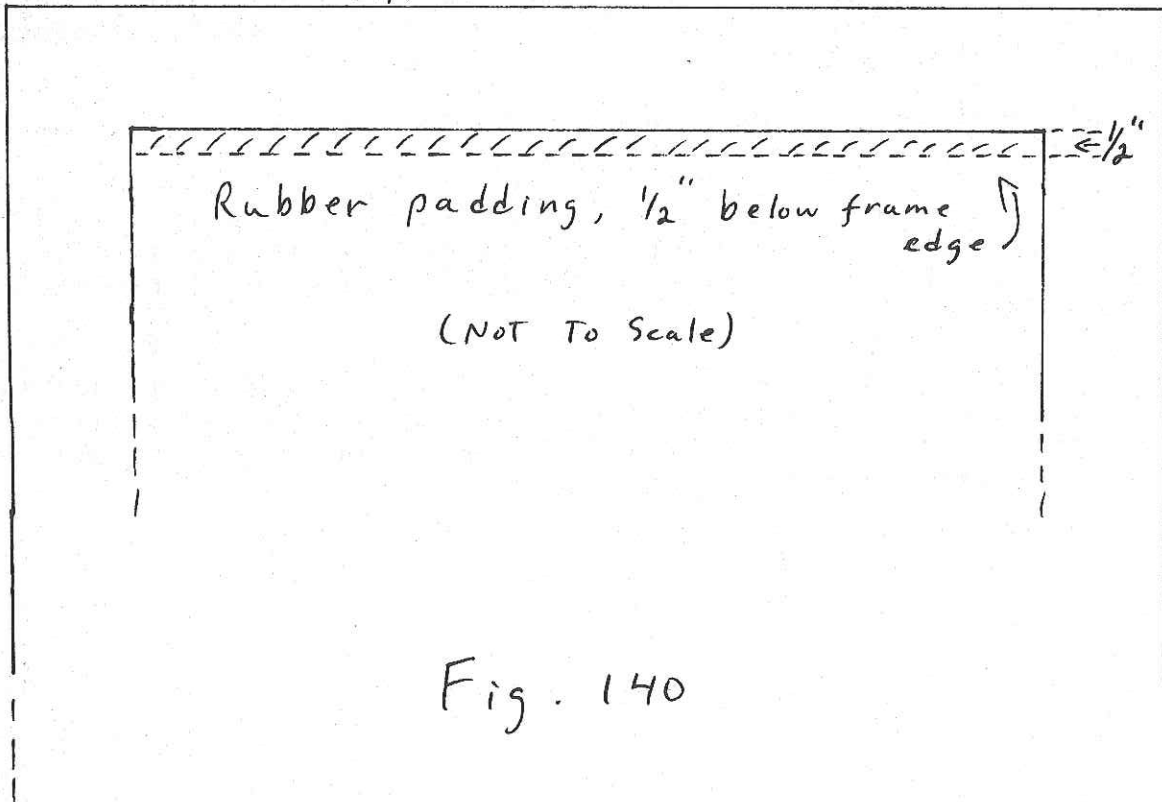 1/2"
Rubber padding, 1/2" below frame
edge
(NOT TO Scale)
Fig. 140